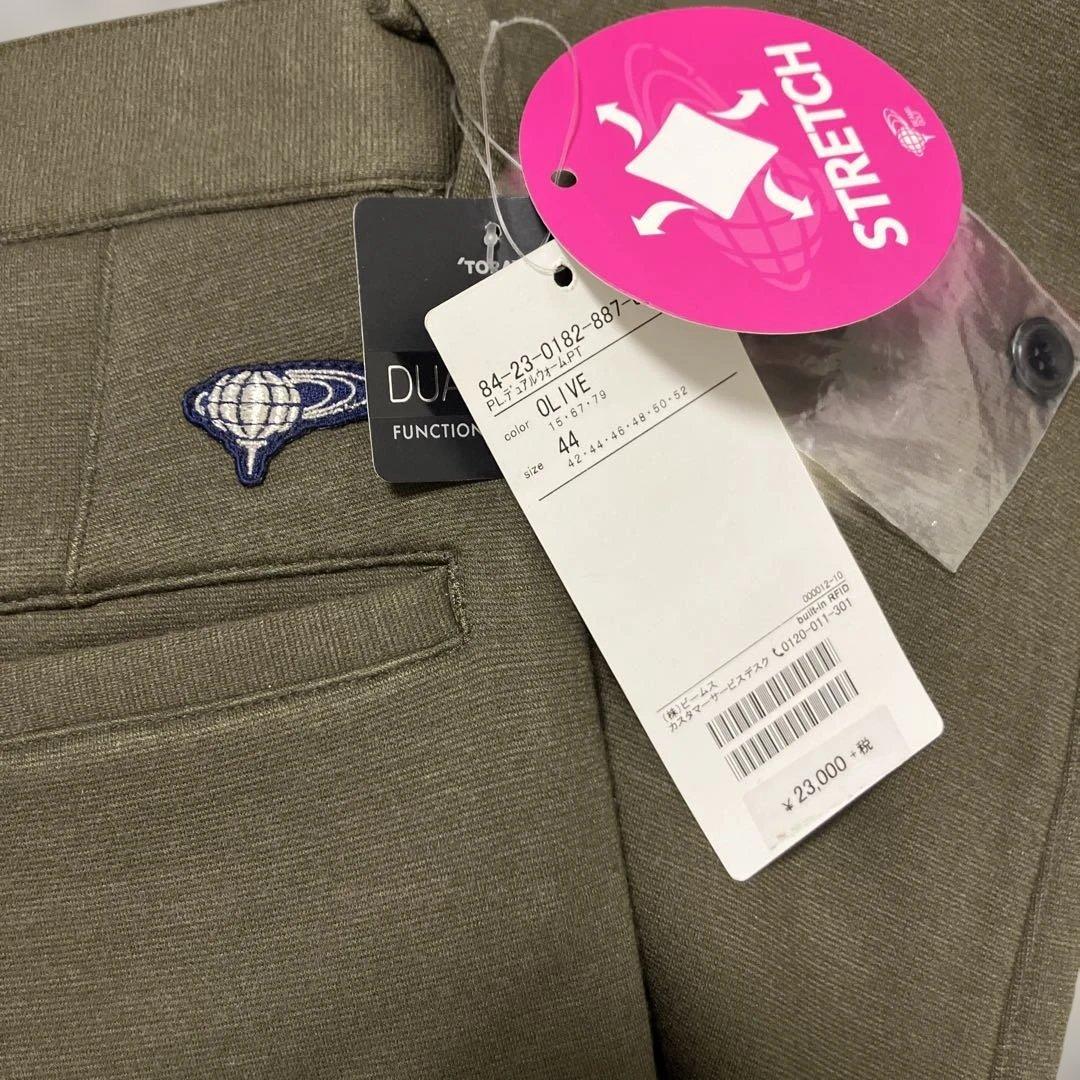 STRETCH
'TORAY
DUA
FUNCTION
84-23-0182-887-
PL.デュアルウォームPT
color OLIVE
15・67・79
size 44
42・44・46・48・50・52
000012-10
built-in RFID
(株)ビームス
カスタマーサービスデスク 0120-011-301
¥23,000 +税